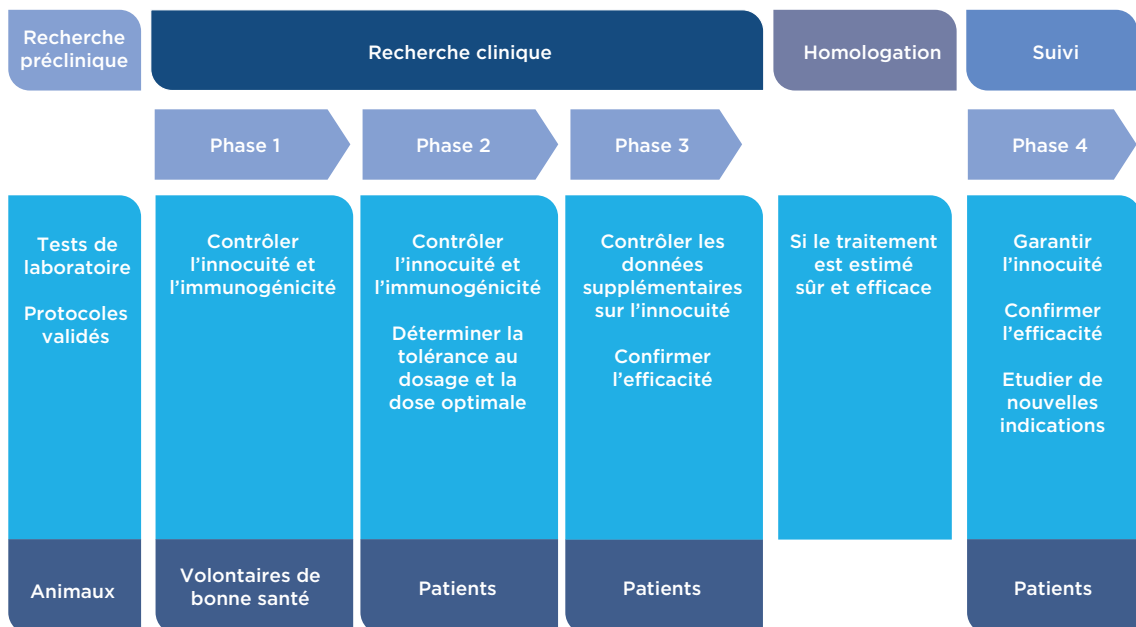 Recherche
préclinique
Recherche clinique
Homologation
Suivi
Phase 1
Phase 2
Phase 3
Phase 4
Tests de
laboratoire
Protocoles
validés
Contrôler
l’innocuité et
l’immunogénicité
Contrôler
l’innocuité et
l’immunogénicité
Déterminer la
tolérance au
dosage et la
dose optimale
Contrôler les
données
supplémentaires
sur l’innocuité
Confirmer
l’efficacité
Si le traitement
est estimé
sûr et efficace
Garantir
l’innocuité
Confirmer
l’efficacité
Etudier de
nouvelles
indications
Animaux
Volontaires de
bonne santé
Patients
Patients
Patients